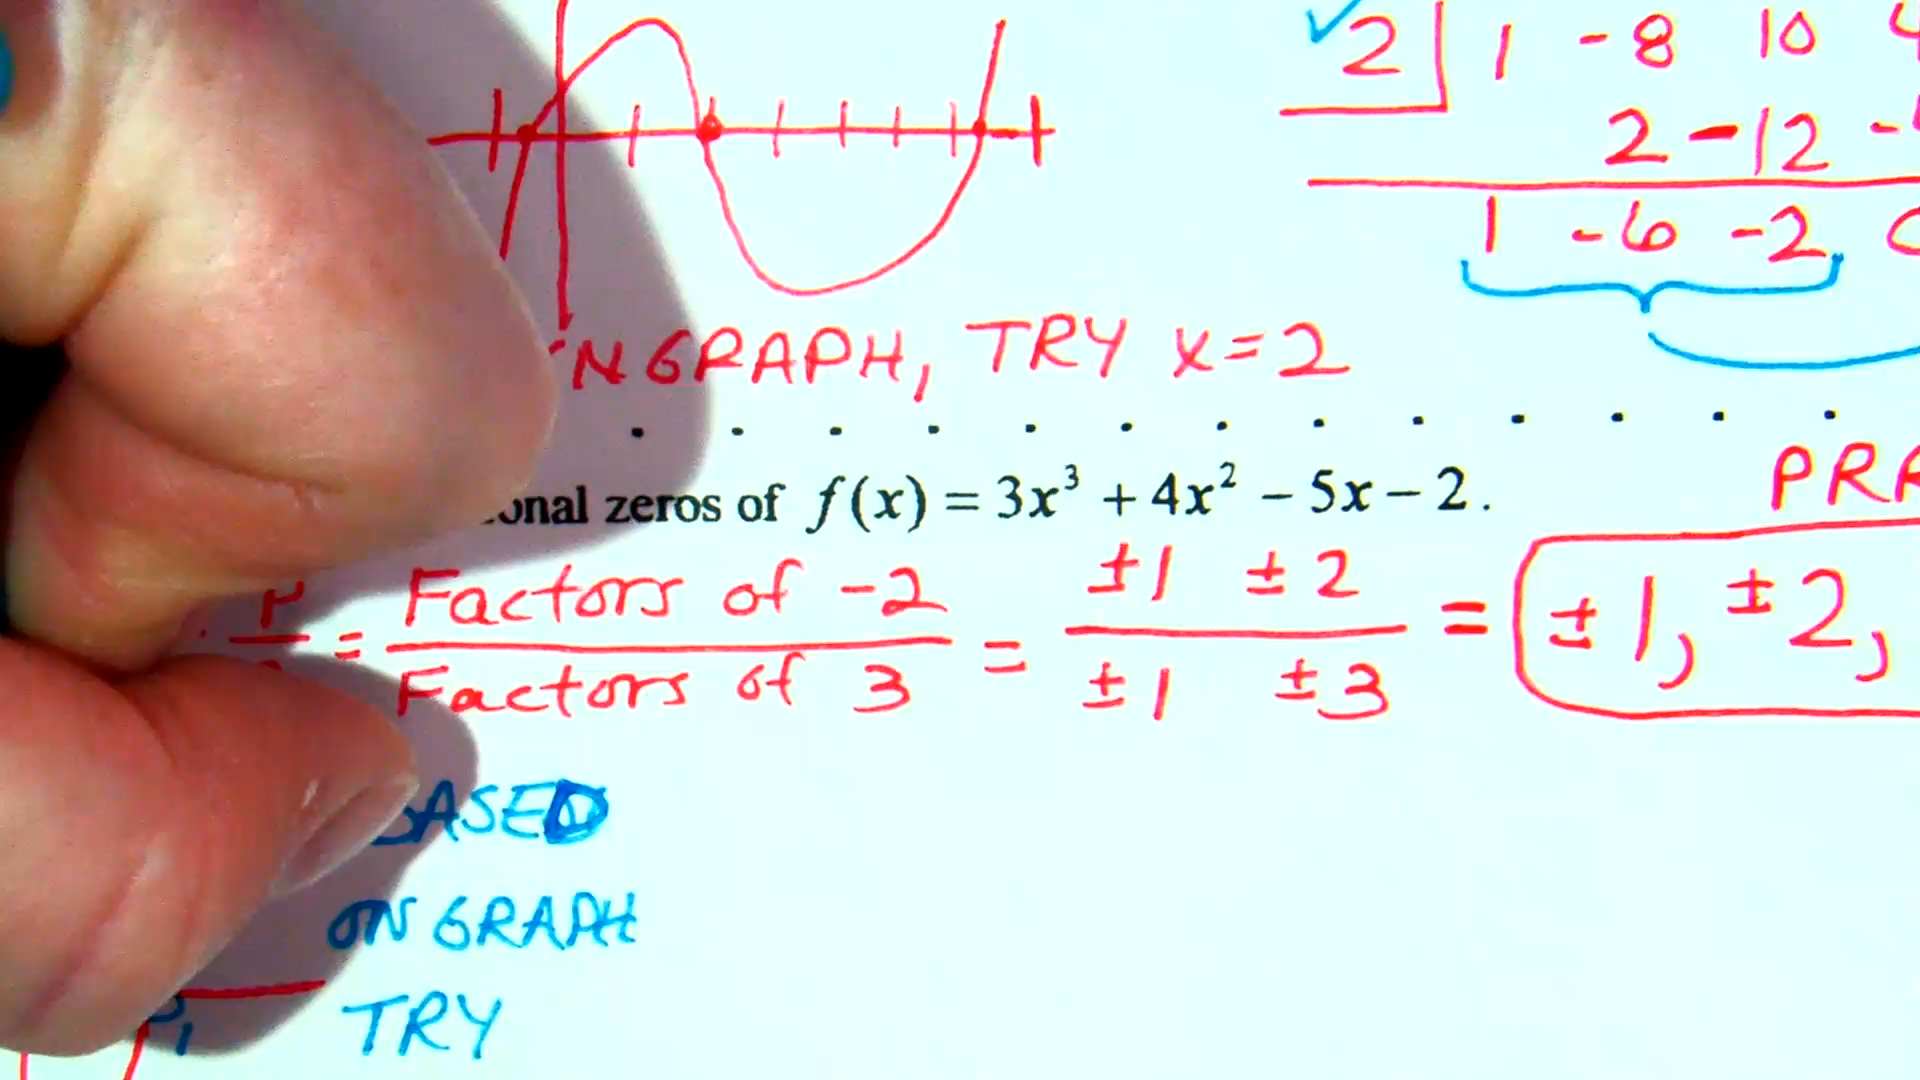 ✓2 1 -8 10
2 -12
1 -6 -2
N GRAPH, TRY x=2
onal zeros of f(x) = 3x³ + 4x² − 5x − 2.
PR
Factors of -2 ±1 ±2
= = = ±1, ±2,
Factors of 3 ±1 ±3
BASED
ON GRAPH
TRY